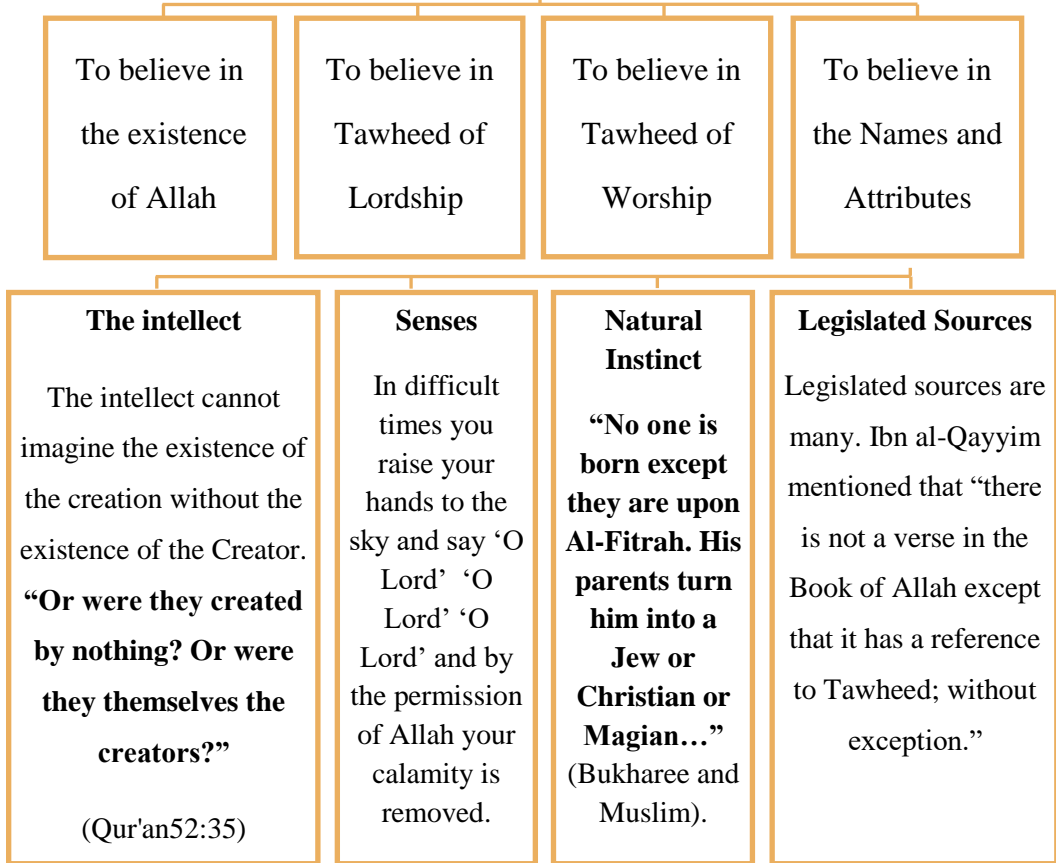 To believe in
the existence
of Allah
To believe in
Tawheed of
Lordship
To believe in
Tawheed of
Worship
To believe in
the Names and
Attributes
The intellect
The intellect cannot
imagine the existence of
the creation without the
existence of the Creator.
“Or were they created
by nothing? Or were
they themselves the
creators?”
(Qur'an52:35)
Senses
In difficult
times you
raise your
hands to the
sky and say ‘O
Lord’ ‘O
Lord’ ‘O
Lord’ and by
the permission
of Allah your
calamity is
removed.
Natural
Instinct
“No one is
born except
they are upon
Al-Fitrah. His
parents turn
him into a
Jew or
Christian or
Magian…”
(Bukharee and
Muslim).
Legislated Sources
Legislated sources are
many. Ibn al-Qayyim
mentioned that “there
is not a verse in the
Book of Allah except
that it has a reference
to Tawheed; without
exception.”